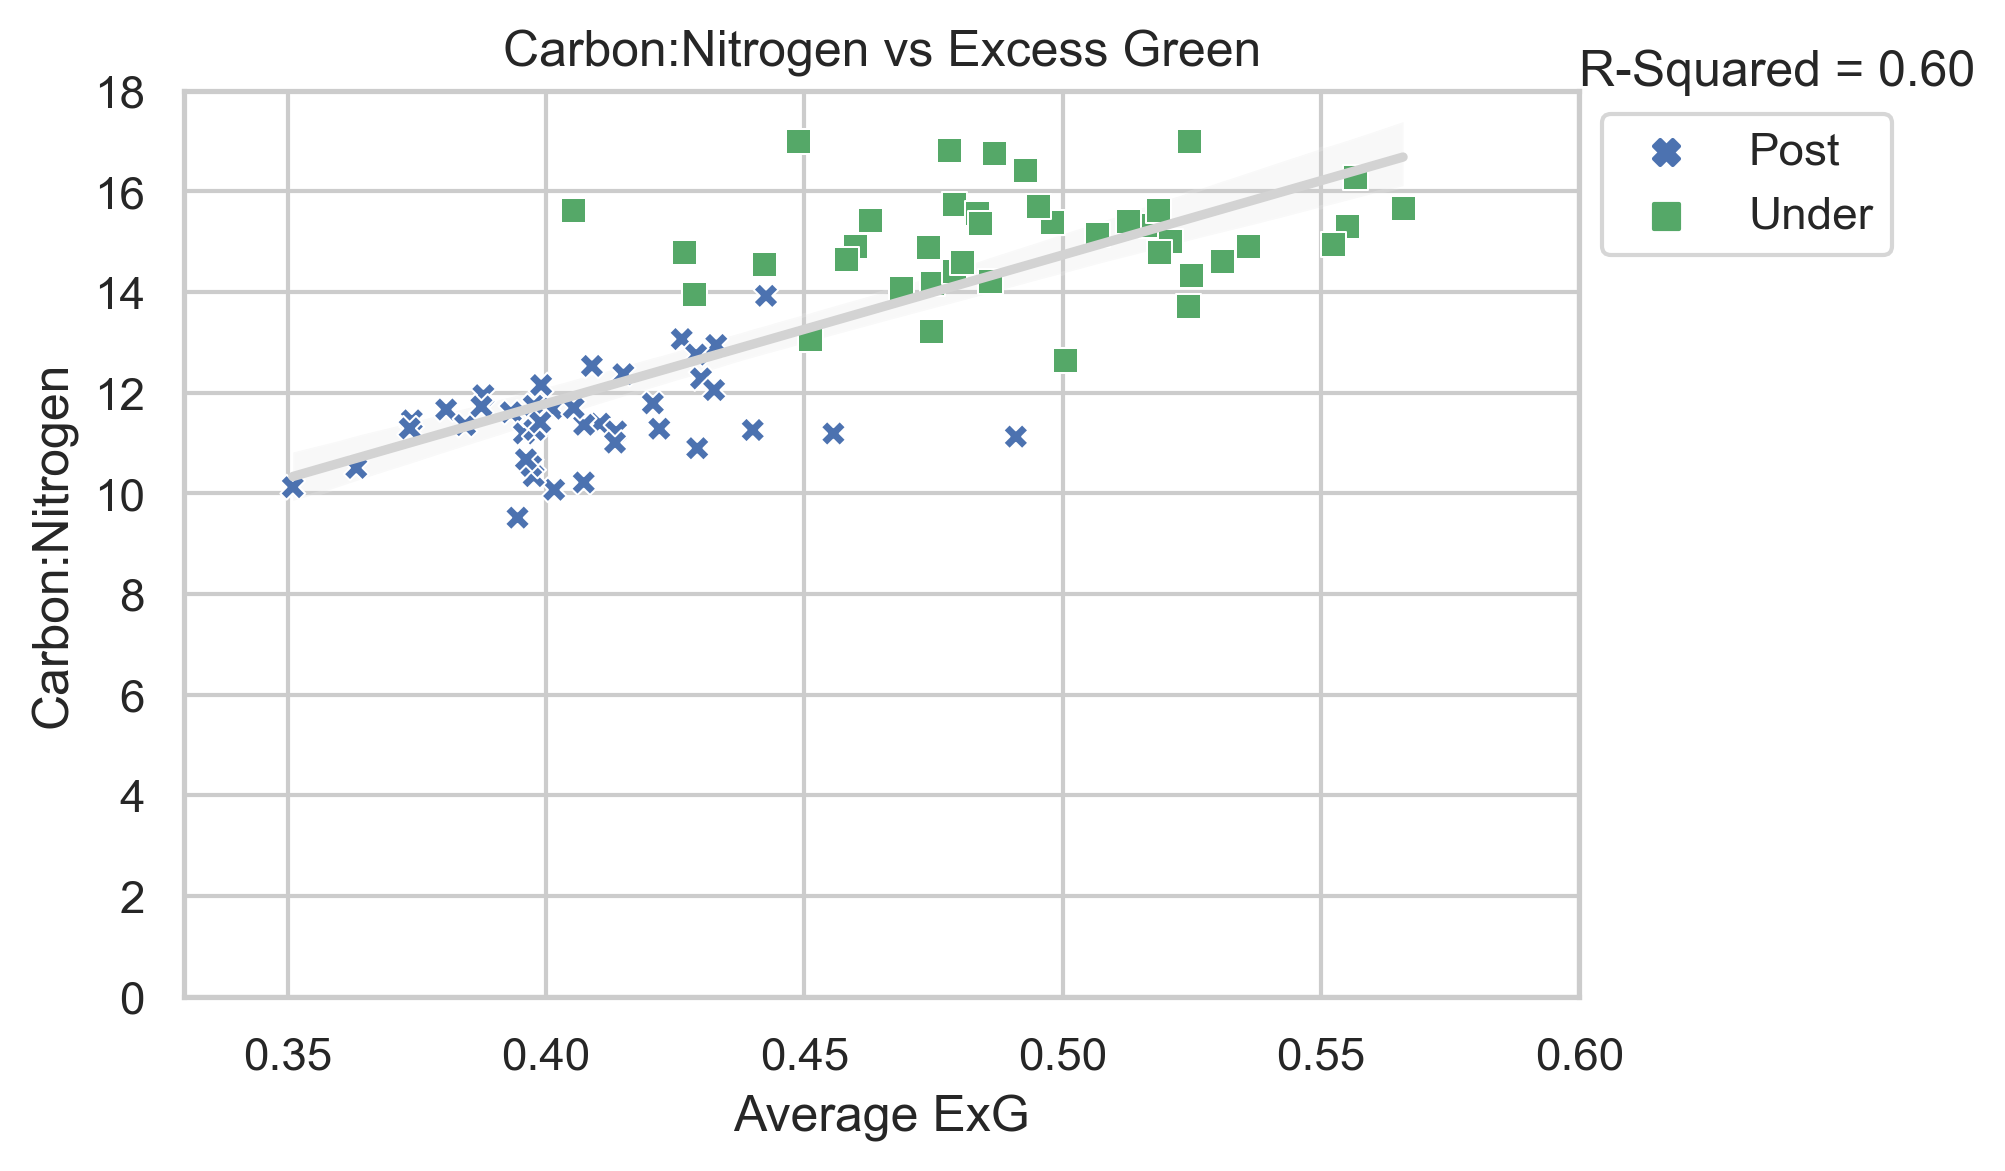 Carbon:Nitrogen vs Excess Green
R-Squared = 0.60
Post
Under
Carbon:Nitrogen
18
16
14
12
10
8
6
4
2
0
0.35 0.40 0.45 0.50 0.55 0.60
Average ExG